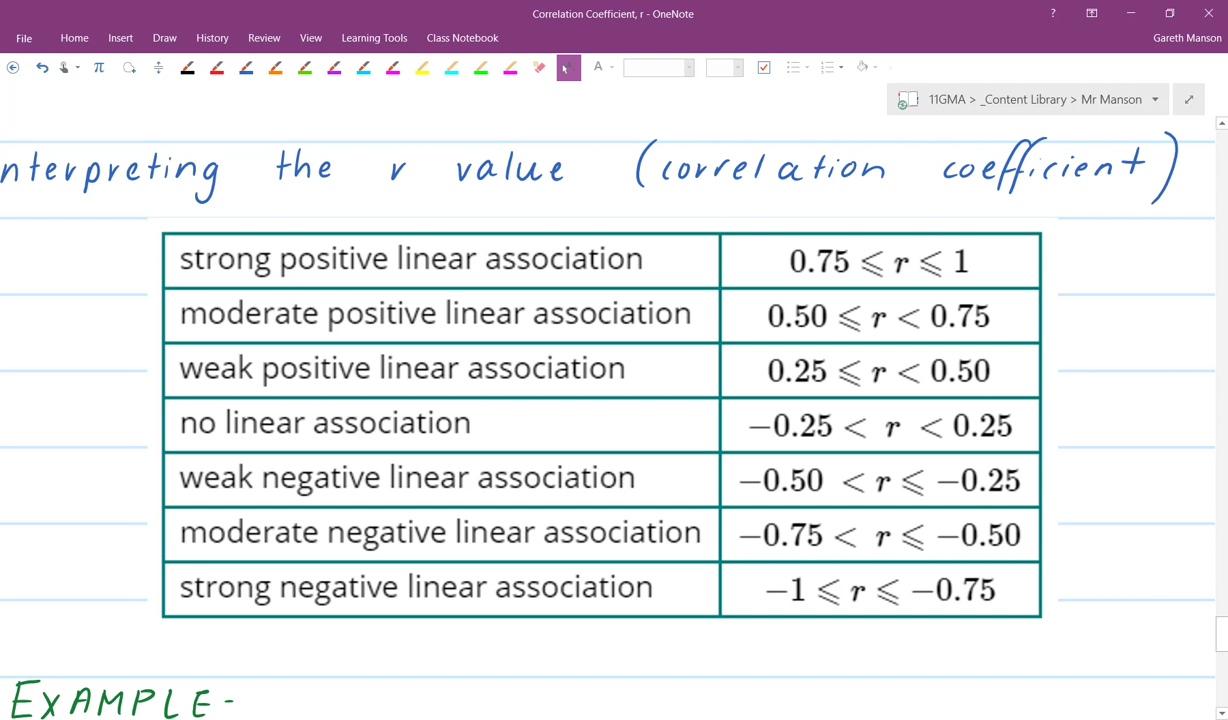 Correlation Coefficient, r - OneNote
File Home Insert Draw History Review View Learning Tools Class Notebook
Gareth Manson
11GMA > _Content Library > Mr Manson
nterpreting the r value (correlation coefficient)
strong positive linear association 0.75 ⩽ r ⩽ 1
moderate positive linear association 0.50 ⩽ r < 0.75
weak positive linear association 0.25 ⩽ r < 0.50
no linear association −0.25 < r < 0.25
weak negative linear association −0.50 < r ⩽ −0.25
moderate negative linear association −0.75 < r ⩽ −0.50
strong negative linear association −1 ⩽ r ⩽ −0.75
EXAMPLE-